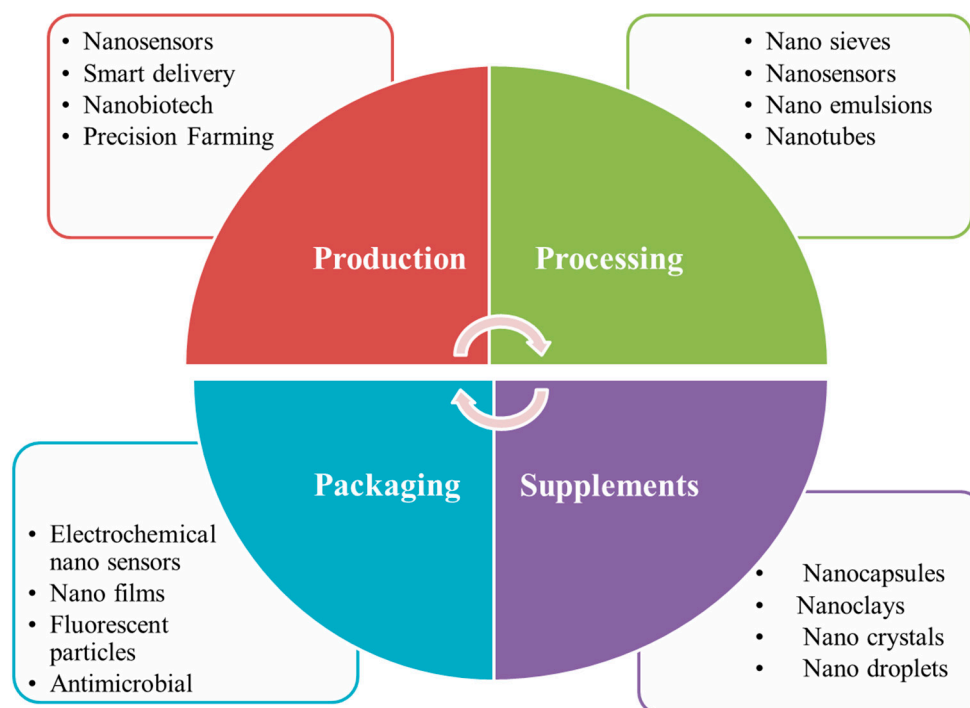 • Nanosensors
• Smart delivery
• Nanobiotech
• Precision Farming
• Nano sieves
• Nanosensors
• Nano emulsions
• Nanotubes
Production
Processing
Packaging
Supplements
• Electrochemical
nano sensors
• Nano films
• Fluorescent
particles
• Antimicrobial
• Nanocapsules
• Nanoclays
• Nano crystals
• Nano droplets